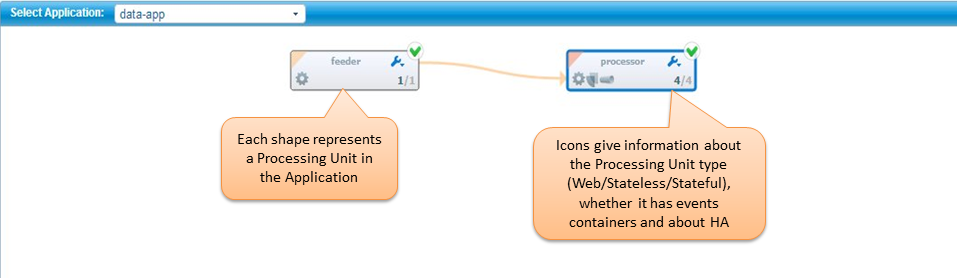 Select Application: data-app
feeder
1/1
processor
4/4
Each shape represents
a Processing Unit in
the Application
Icons give information about
the Processing Unit type
(Web/Stateless/Stateful),
whether it has events
containers and about HA